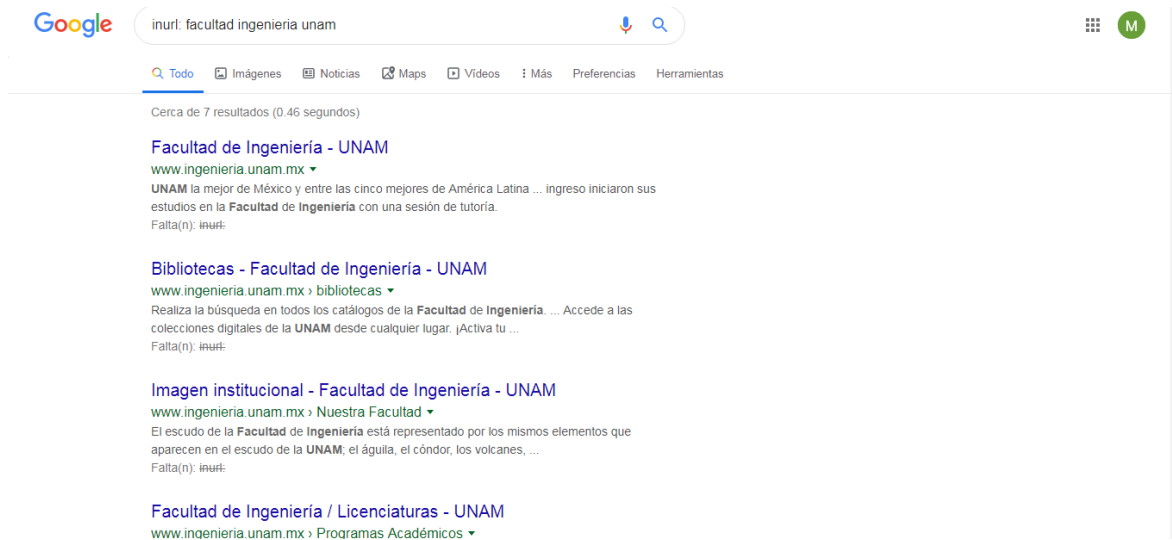 Google
inurl: facultad ingenieria unam
M
Todo Imágenes Noticias Maps Vídeos Más Preferencias Herramientas
Cerca de 7 resultados (0.46 segundos)
Facultad de Ingeniería - UNAM
www.ingenieria.unam.mx
UNAM la mejor de México y entre las cinco mejores de América Latina ... ingreso iniciaron sus
estudios en la Facultad de Ingeniería con una sesión de tutoría.
Falta(n): inurl:
Bibliotecas - Facultad de Ingeniería - UNAM
www.ingenieria.unam.mx › bibliotecas
Realiza la búsqueda en todos los catálogos de la Facultad de Ingeniería. ... Accede a las
colecciones digitales de la UNAM desde cualquier lugar. ¡Activa tu ...
Falta(n): inurl:
Imagen institucional - Facultad de Ingeniería - UNAM
www.ingenieria.unam.mx › Nuestra Facultad
El escudo de la Facultad de Ingeniería está representado por los mismos elementos que
aparecen en el escudo de la UNAM; el águila, el cóndor, los volcanes, ...
Falta(n): inurl:
Facultad de Ingeniería / Licenciaturas - UNAM
www.ingenieria.unam.mx › Programas Académicos